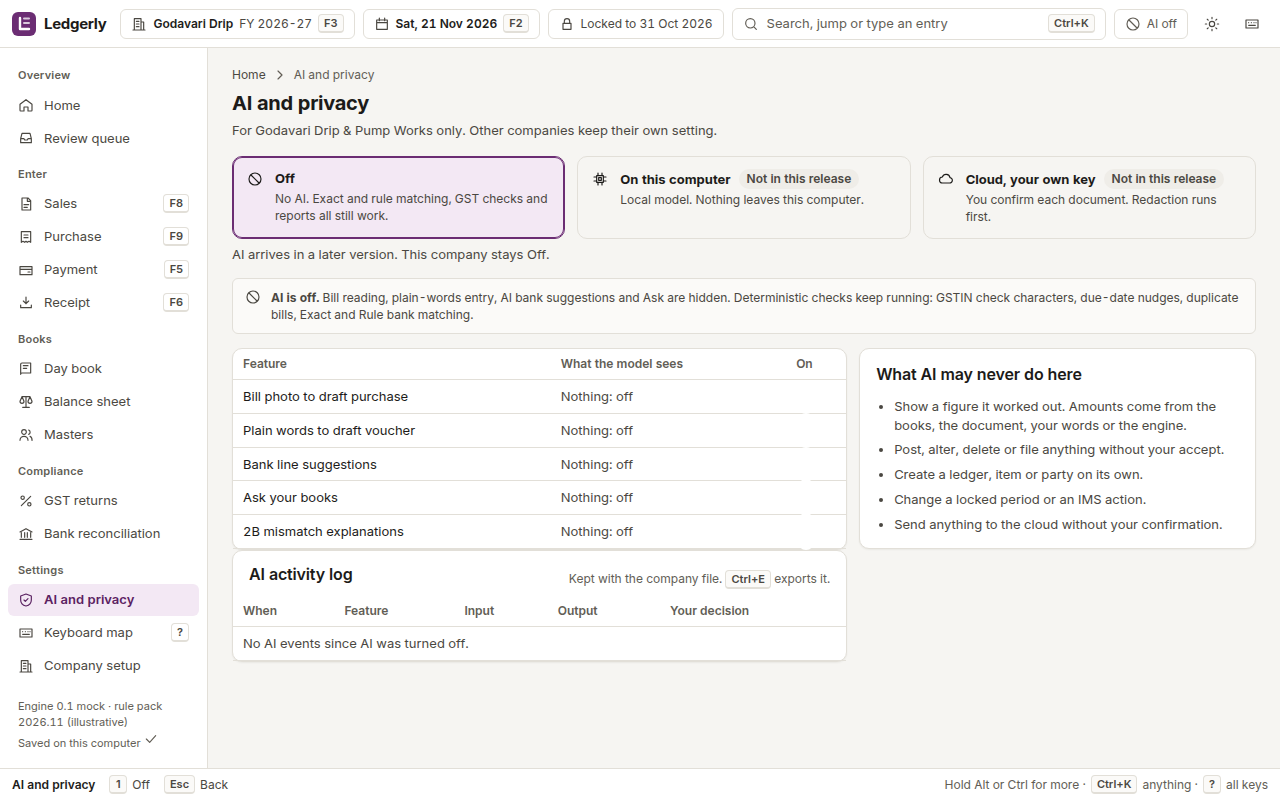 Ledgerly
Godavari Drip FY 2026-27 F3
Sat, 21 Nov 2026 F2
Locked to 31 Oct 2026
Search, jump or type an entry Ctrl+K
AI off
Overview
Home
Review queue
Enter
Sales F8
Purchase F9
Payment F5
Receipt F6
Books
Day book
Balance sheet
Masters
Compliance
GST returns
Bank reconciliation
Settings
AI and privacy
Keyboard map ?
Company setup
Engine 0.1 mock · rule pack
2026.11 (illustrative)
Saved on this computer
Home AI and privacy
AI and privacy
For Godavari Drip & Pump Works only. Other companies keep their own setting.
Off
No AI. Exact and rule matching, GST checks and
reports all still work.
On this computer Not in this release
Local model. Nothing leaves this computer.
Cloud, your own key Not in this release
You confirm each document. Redaction runs
first.
AI arrives in a later version. This company stays Off.
AI is off. Bill reading, plain-words entry, AI bank suggestions and Ask are hidden. Deterministic checks keep running: GSTIN check characters, due-date nudges, duplicate
bills, Exact and Rule bank matching.
Feature What the model sees On
Bill photo to draft purchase Nothing: off
Plain words to draft voucher Nothing: off
Bank line suggestions Nothing: off
Ask your books Nothing: off
2B mismatch explanations Nothing: off
What AI may never do here
• Show a figure it worked out. Amounts come from the
books, the document, your words or the engine.
• Post, alter, delete or file anything without your accept.
• Create a ledger, item or party on its own.
• Change a locked period or an IMS action.
• Send anything to the cloud without your confirmation.
AI activity log Kept with the company file. Ctrl+E exports it.
When Feature Input Output Your decision
No AI events since AI was turned off.
AI and privacy 1 Off Esc Back
Hold Alt or Ctrl for more · Ctrl+K anything · ? all keys